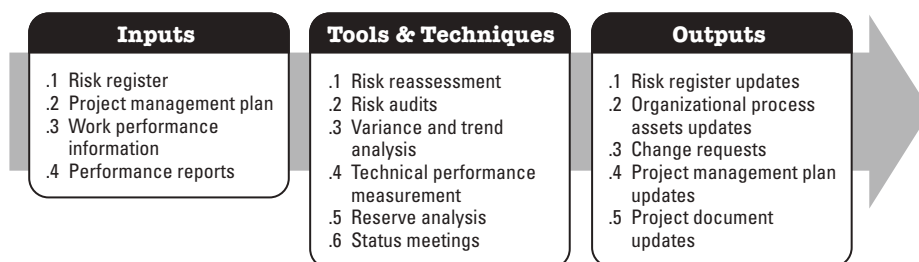 Inputs
.1 Risk register
.2 Project management plan
.3 Work performance
information
.4 Performance reports
Tools & Techniques
.1 Risk reassessment
.2 Risk audits
.3 Variance and trend
analysis
.4 Technical performance
measurement
.5 Reserve analysis
.6 Status meetings
Outputs
.1 Risk register updates
.2 Organizational process
assets updates
.3 Change requests
.4 Project management plan
updates
.5 Project document
updates